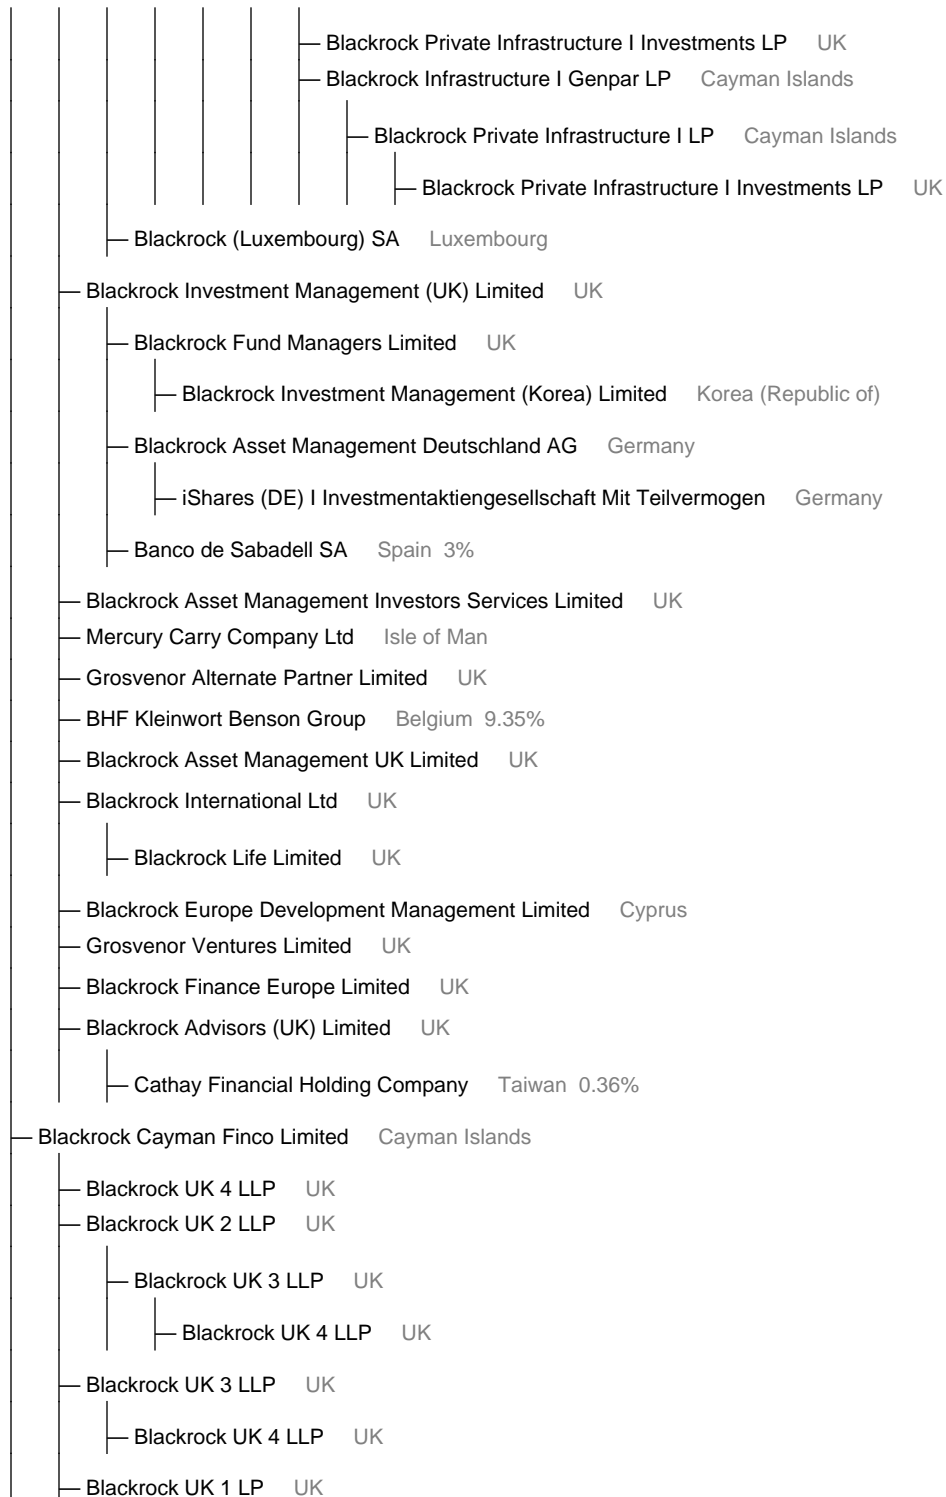 Blackrock Private Infrastructure I Investments LP UK
Blackrock Infrastructure I Genpar LP Cayman Islands
Blackrock Private Infrastructure I LP Cayman Islands
Blackrock Private Infrastructure I Investments LP UK
Blackrock (Luxembourg) SA Luxembourg
Blackrock Investment Management (UK) Limited UK
Blackrock Fund Managers Limited UK
Blackrock Investment Management (Korea) Limited Korea (Republic of)
Blackrock Asset Management Deutschland AG Germany
iShares (DE) I Investmentaktiengesellschaft Mit Teilvermogen Germany
Banco de Sabadell SA Spain 3%
Blackrock Asset Management Investors Services Limited UK
Mercury Carry Company Ltd Isle of Man
Grosvenor Alternate Partner Limited UK
BHF Kleinwort Benson Group Belgium 9.35%
Blackrock Asset Management UK Limited UK
Blackrock International Ltd UK
Blackrock Life Limited UK
Blackrock Europe Development Management Limited Cyprus
Grosvenor Ventures Limited UK
Blackrock Finance Europe Limited UK
Blackrock Advisors (UK) Limited UK
Cathay Financial Holding Company Taiwan 0.36%
Blackrock Cayman Finco Limited Cayman Islands
Blackrock UK 4 LLP UK
Blackrock UK 2 LLP UK
Blackrock UK 3 LLP UK
Blackrock UK 4 LLP UK
Blackrock UK 3 LLP UK
Blackrock UK 4 LLP UK
Blackrock UK 1 LP UK